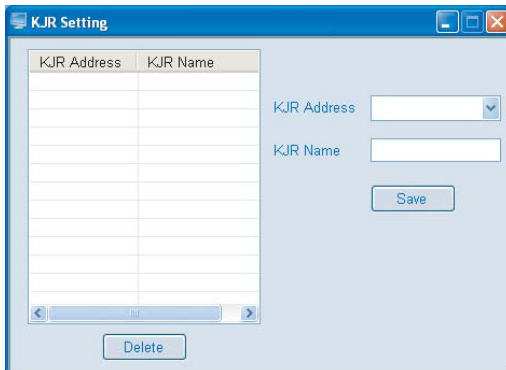 KJR Setting
KJR Address KJR Name
KJR Address
KJR Name
Save
Delete